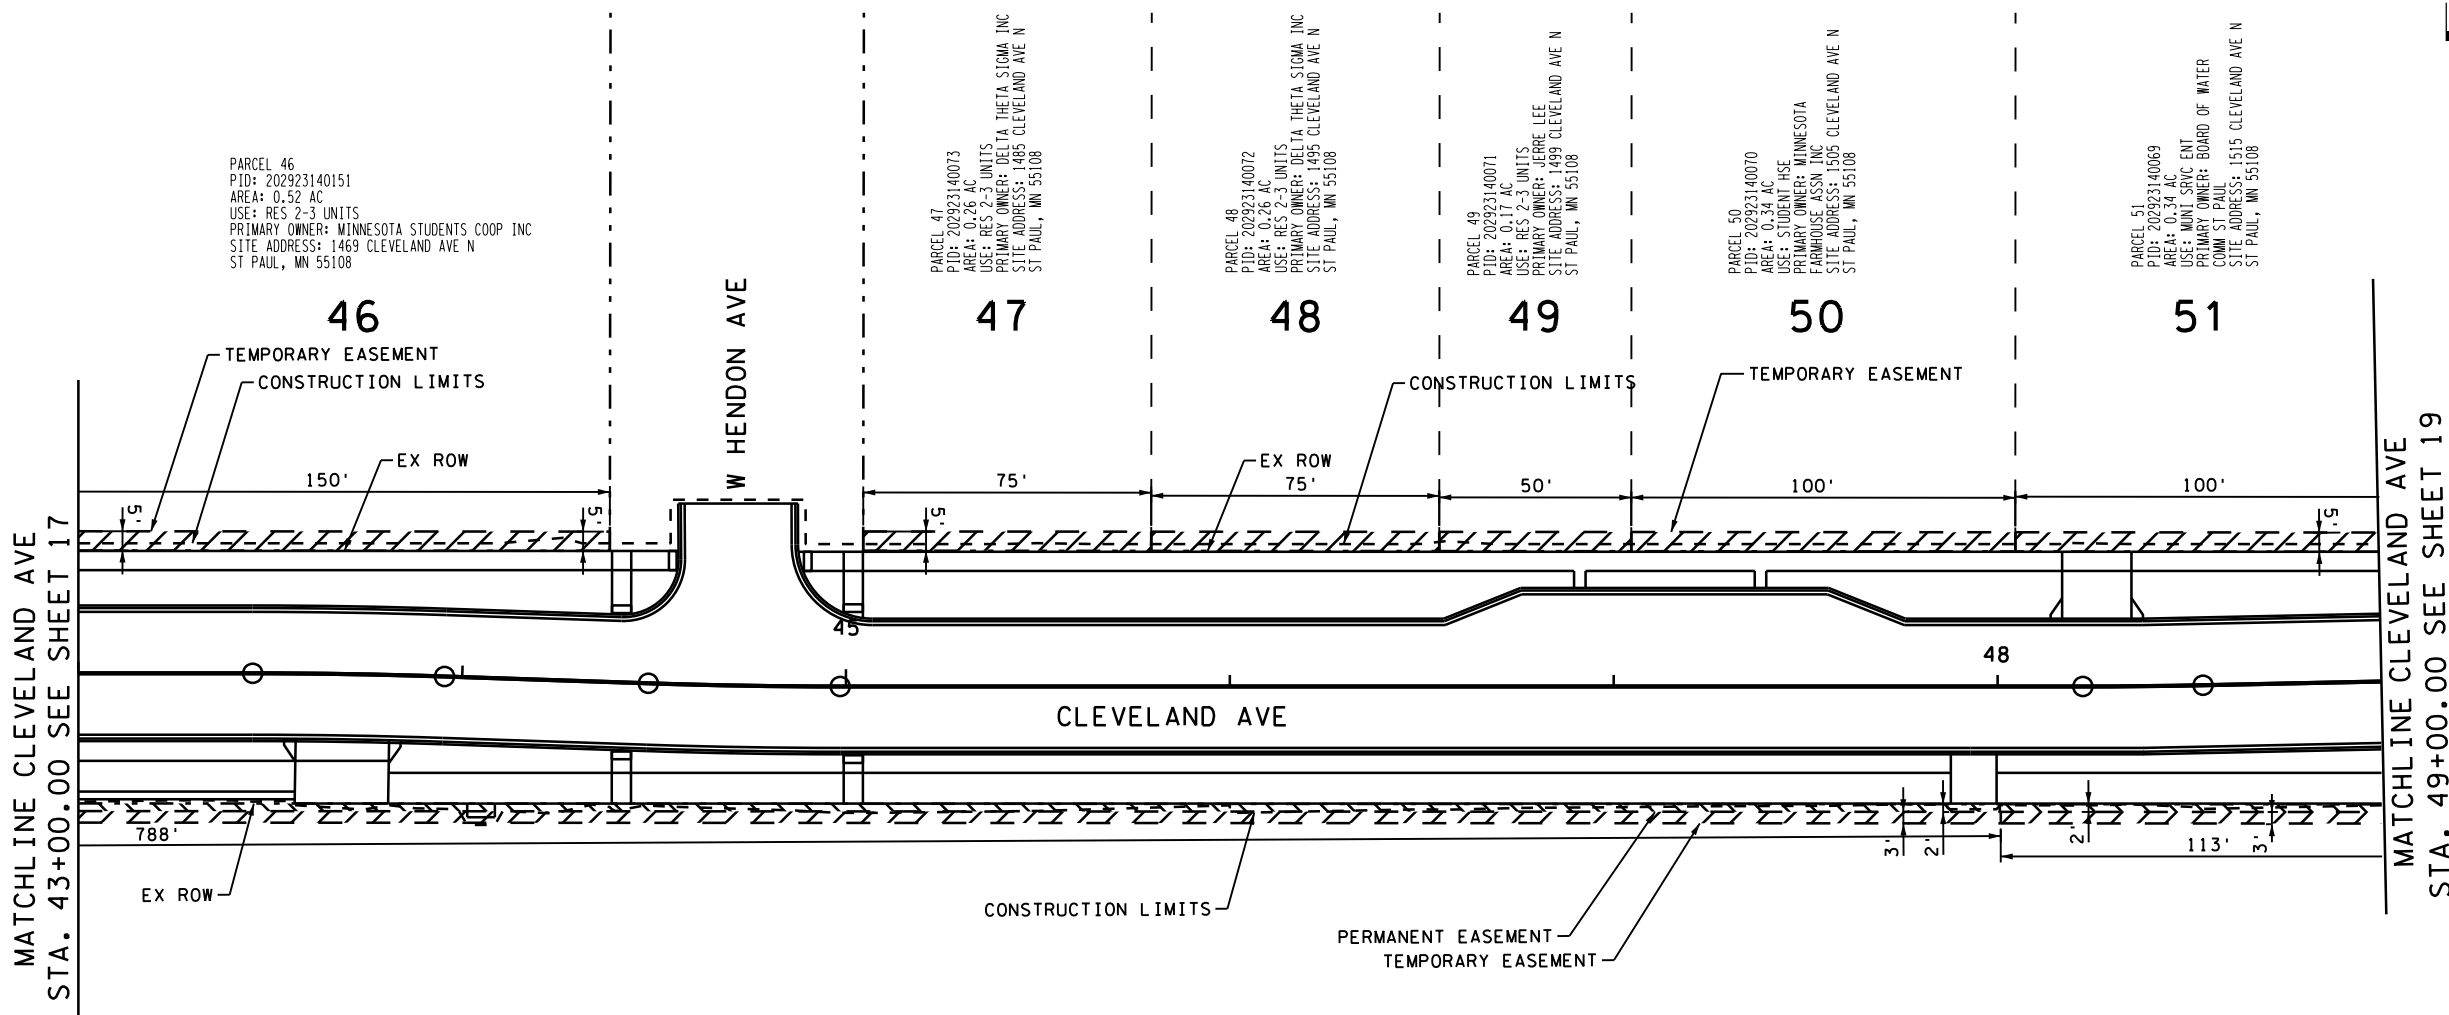 PARCEL 46
PID: 202923140151
AREA: 0.52 AC
USE: RES 2-3 UNITS
PRIMARY OWNER: MINNESOTA STUDENTS COOP INC
SITE ADDRESS: 1469 CLEVELAND AVE N
ST PAUL, MN 55108
46
W HENDON AVE
PARCEL 47
PID: 202923140073
AREA: 0.26 AC
USE: RES 2-3 UNITS
PRIMARY OWNER: DELTA THETA SIGMA INC
SITE ADDRESS: 1485 CLEVELAND AVE N
ST PAUL, MN 55108
47
PARCEL 48
PID: 202923140072
AREA: 0.26 AC
USE: RES 2-3 UNITS
PRIMARY OWNER: DELTA THETA SIGMA INC
SITE ADDRESS: 1495 CLEVELAND AVE N
ST PAUL, MN 55108
48
PARCEL 49
PID: 202923140071
AREA: 0.17 AC
USE: RES 2-3 UNITS
PRIMARY OWNER: JERRE LEE
SITE ADDRESS: 1499 CLEVELAND AVE N
ST PAUL, MN 55108
49
PARCEL 50
PID: 202923140070
AREA: 0.34 AC
USE: STUDENT HSE
PRIMARY OWNER: MINNESOTA
FARMHOUSE ASSN INC
SITE ADDRESS: 1505 CLEVELAND AVE N
ST PAUL, MN 55108
50
PARCEL 51
PID: 202923140069
AREA: 0.34 AC
USE: MUNI SRVC ENT
PRIMARY OWNER: BOARD OF WATER
COMM ST PAUL
SITE ADDRESS: 1515 CLEVELAND AVE N
ST PAUL, MN 55108
51
TEMPORARY EASEMENT
CONSTRUCTION LIMITS
EX ROW
CONSTRUCTION LIMITS
EX ROW
TEMPORARY EASEMENT
150'
75'
75'
50'
100'
100'
5'
5'
5'
5'
45
48
CLEVELAND AVE
788'
3'
2'
2'
3'
113'
EX ROW
CONSTRUCTION LIMITS
PERMANENT EASEMENT
TEMPORARY EASEMENT
MATCHLINE CLEVELAND AVE
STA. 43+00.00 SEE SHEET 17
MATCHLINE CLEVELAND AVE
STA. 49+00.00 SEE SHEET 19